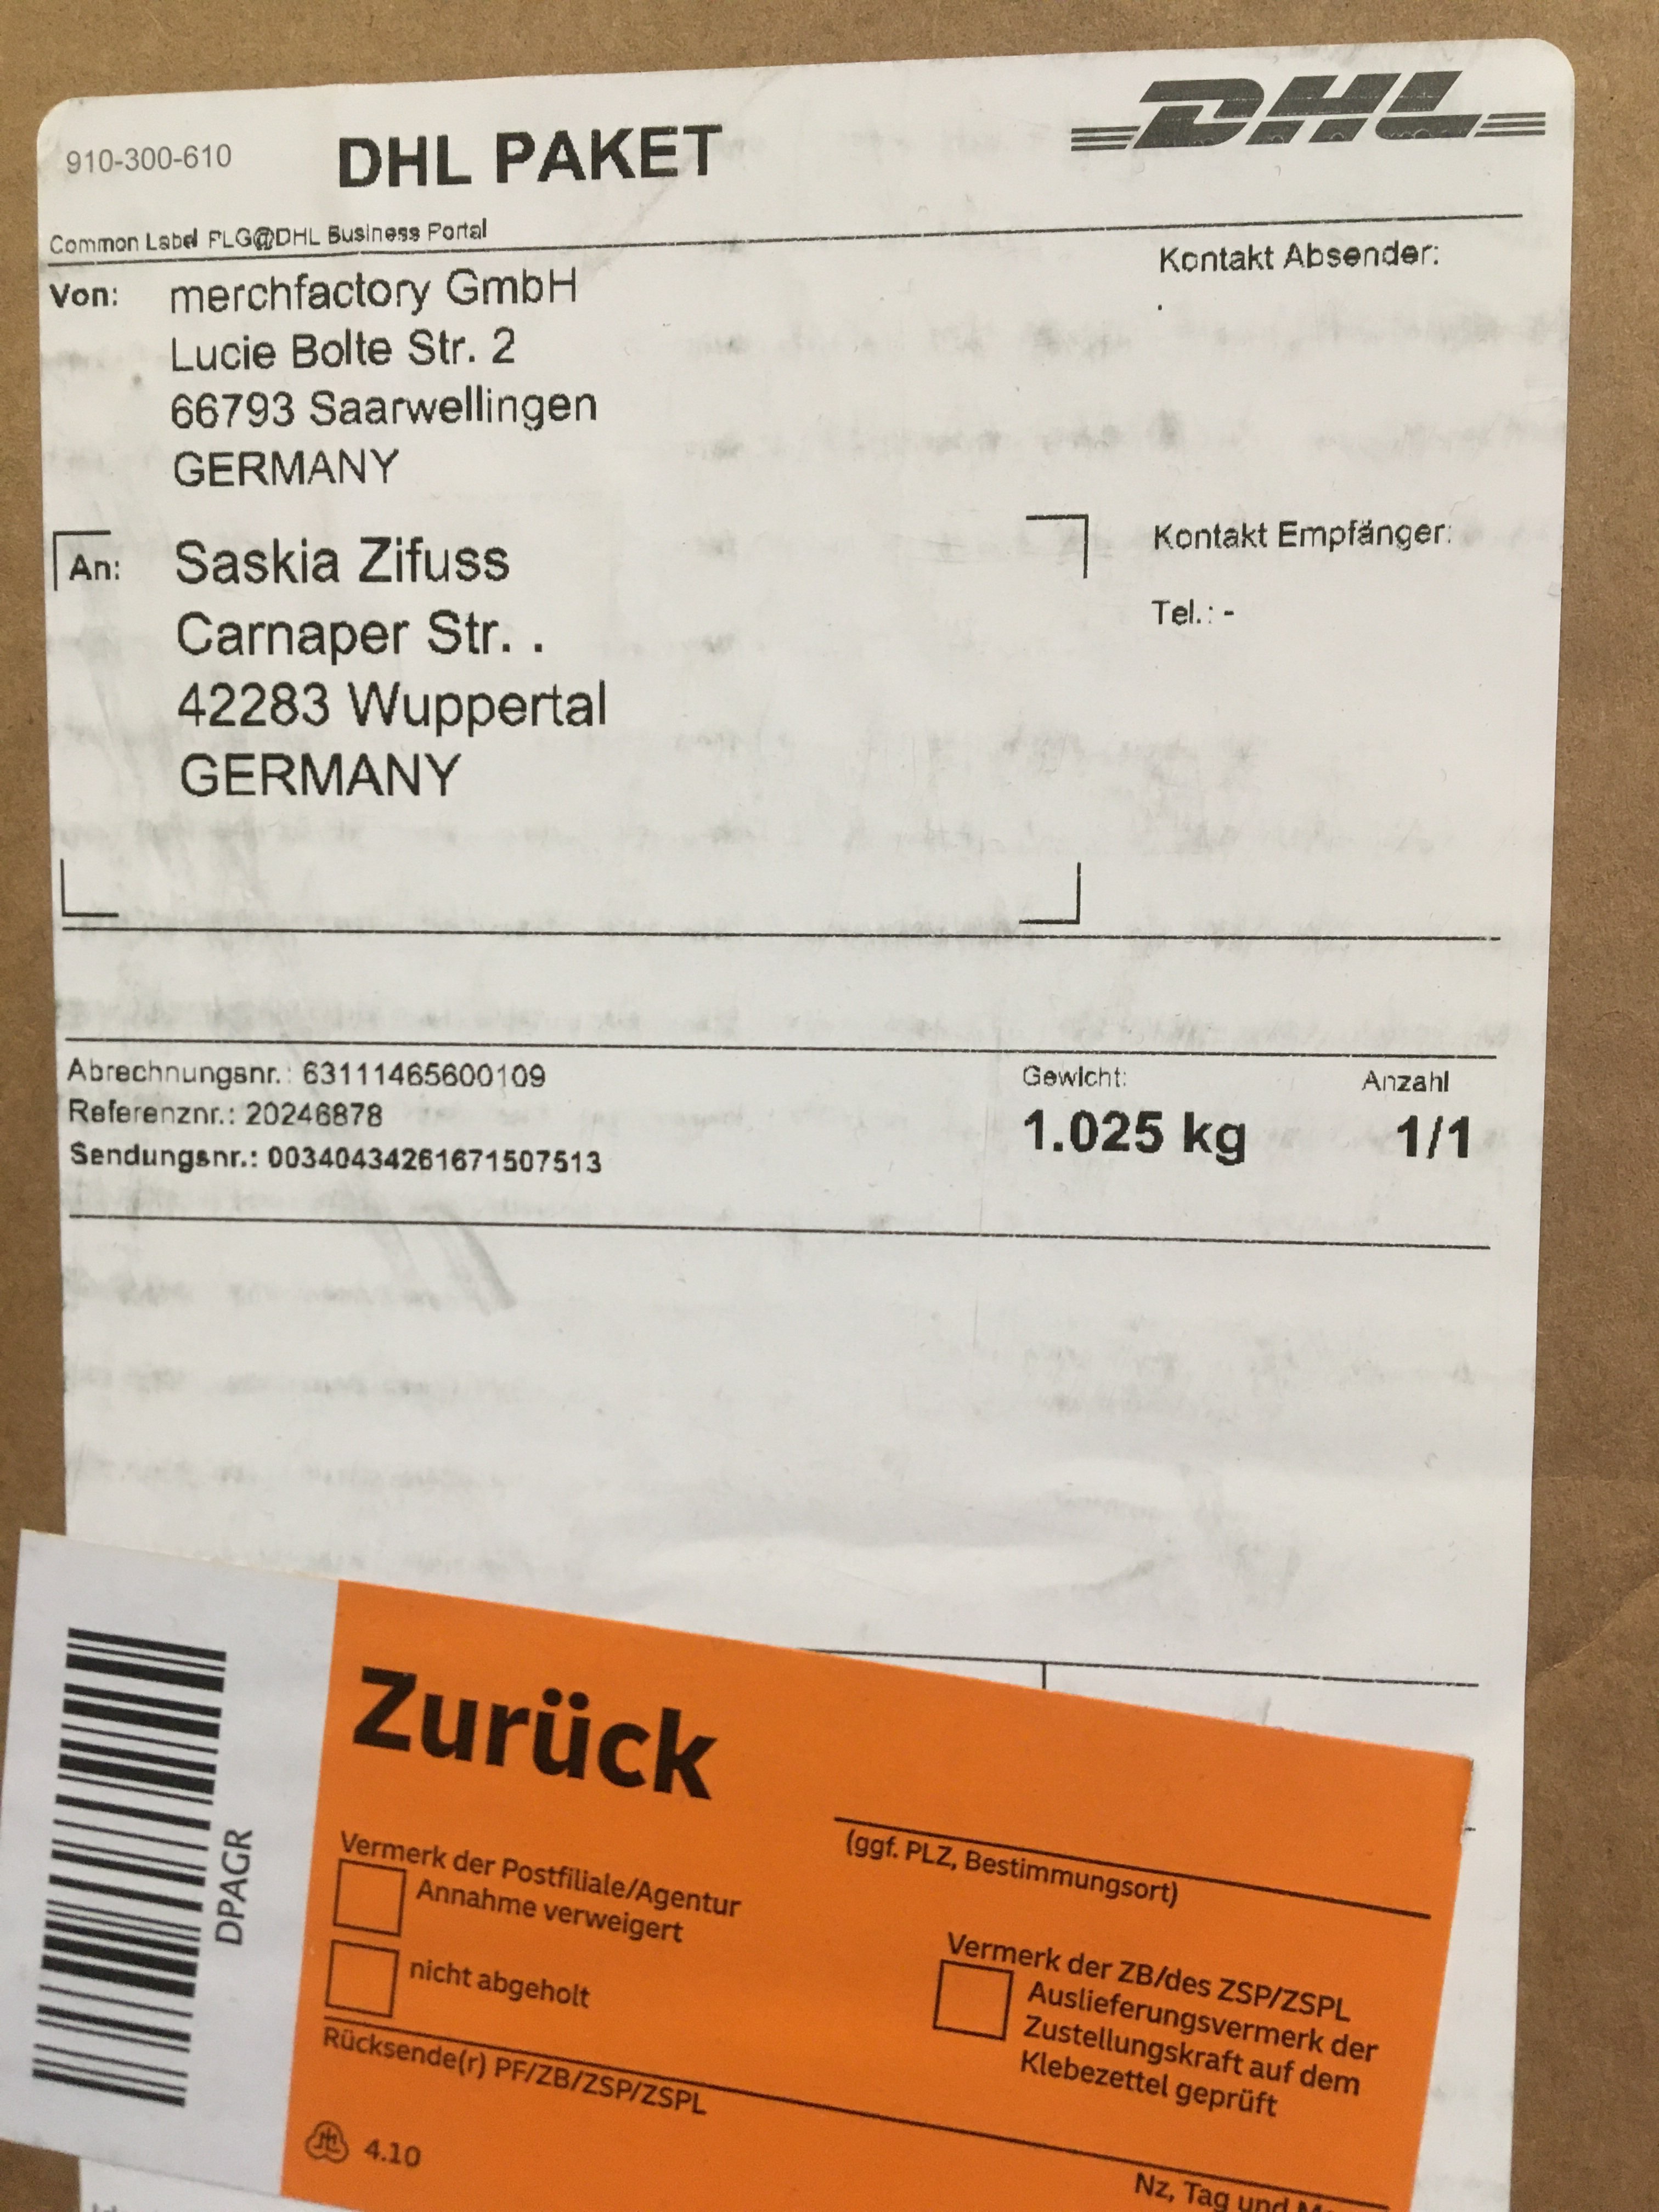 DHL
910-300-610
DHL PAKET
Common Label PLG@DHL Business Portal
Von:
merchfactory GmbH
Lucie Bolte Str. 2
66793 Saarwellingen
GERMANY
Kontakt Absender:
.
An:
Saskia Zifuss
Carnaper Str. .
42283 Wuppertal
GERMANY
Kontakt Empfänger:
Tel.: -
Abrechnungsnr.: 63111465600109
Referenznr.: 20246878
Sendungsnr.: 00340434261671507513
Gewicht:
1.025 kg
Anzahl
1/1
DPAGR
Zurück
(ggf. PLZ, Bestimmungsort)
Vermerk der Postfiliale/Agentur
Annahme verweigert
nicht abgeholt
Vermerk der ZB/des ZSP/ZSPL
Auslieferungsvermerk der
Zustellungskraft auf dem
Klebezettel geprüft
Rücksende(r) PF/ZB/ZSP/ZSPL
4.10
Nz, Tag und